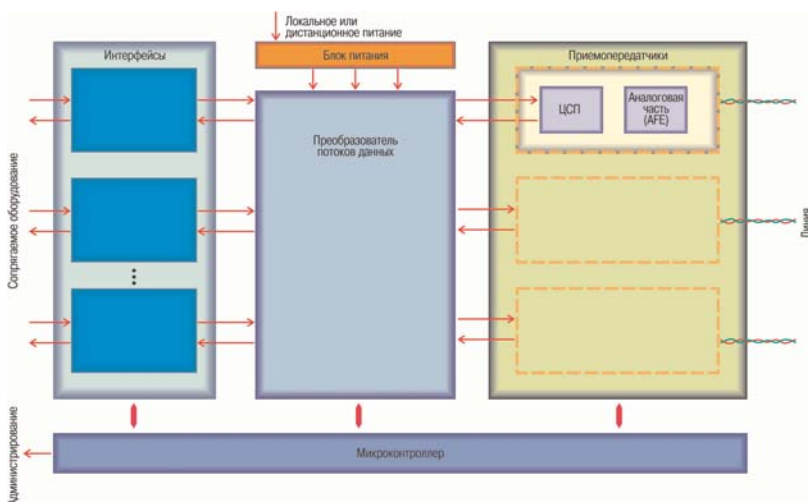 Локальное или
дистанционное питание
Интерфейсы
Блок питания
Приемопередатчики
ЦСП
Аналоговая
часть
(AFE)
Преобразователь
потоков данных
Сопрягаемое оборудование
Линия
Микроконтроллер
Администрирование